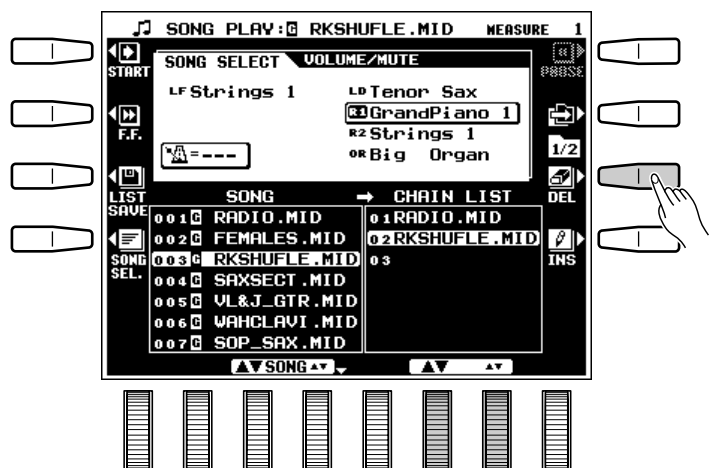 SONG PLAY:G RKSHUFLE.MID MEASURE 1
START
SONG SELECT VOLUME/MUTE
PAUSE
LF Strings 1 LD Tenor Sax
R1 GrandPiano 1
F.F. R2 Strings 1
=--- OR Big Organ
1/2
LIST SAVE
SONG → CHAIN LIST
DEL
001 G RADIO.MID 01 RADIO.MID
002 G FEMALES.MID 02 RKSHUFLE.MID
SONG SEL.
003 G RKSHUFLE.MID 03
INS
004 G SAXSECT.MID
005 G VL&J_GTR.MID
006 G WAHCLAVI.MID
007 G SOP_SAX.MID
▲▼SONG▲▼ ▲▼ ▲▼